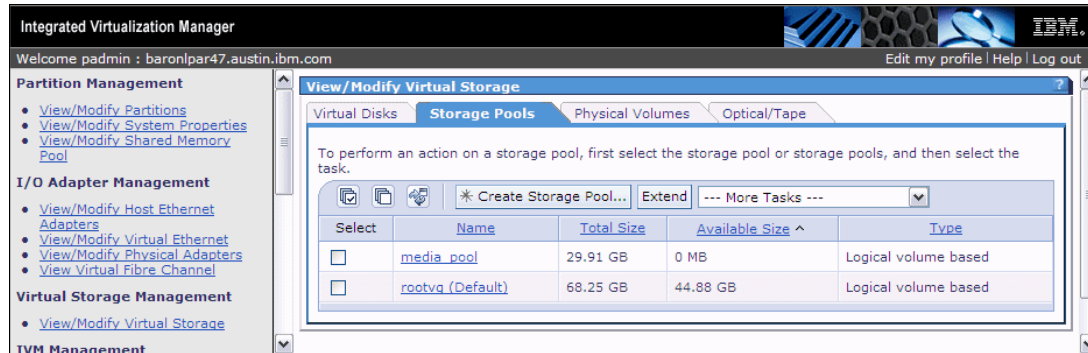 Integrated Virtualization Manager
IBM.
Welcome padmin : baronlpar47.austin.ibm.com
Edit my profile | Help | Log out
Partition Management
View/Modify Partitions
View/Modify System Properties
View/Modify Shared Memory
Pool
I/O Adapter Management
View/Modify Host Ethernet
Adapters
View/Modify Virtual Ethernet
View/Modify Physical Adapters
View Virtual Fibre Channel
Virtual Storage Management
View/Modify Virtual Storage
IVM Management
View/Modify Virtual Storage
?
Virtual Disks
Storage Pools
Physical Volumes
Optical/Tape
To perform an action on a storage pool, first select the storage pool or storage pools, and then select the
task.
* Create Storage Pool... Extend --- More Tasks ---
Select Name Total Size Available Size ^ Type
media_pool 29.91 GB 0 MB Logical volume based
rootvg (Default) 68.25 GB 44.88 GB Logical volume based